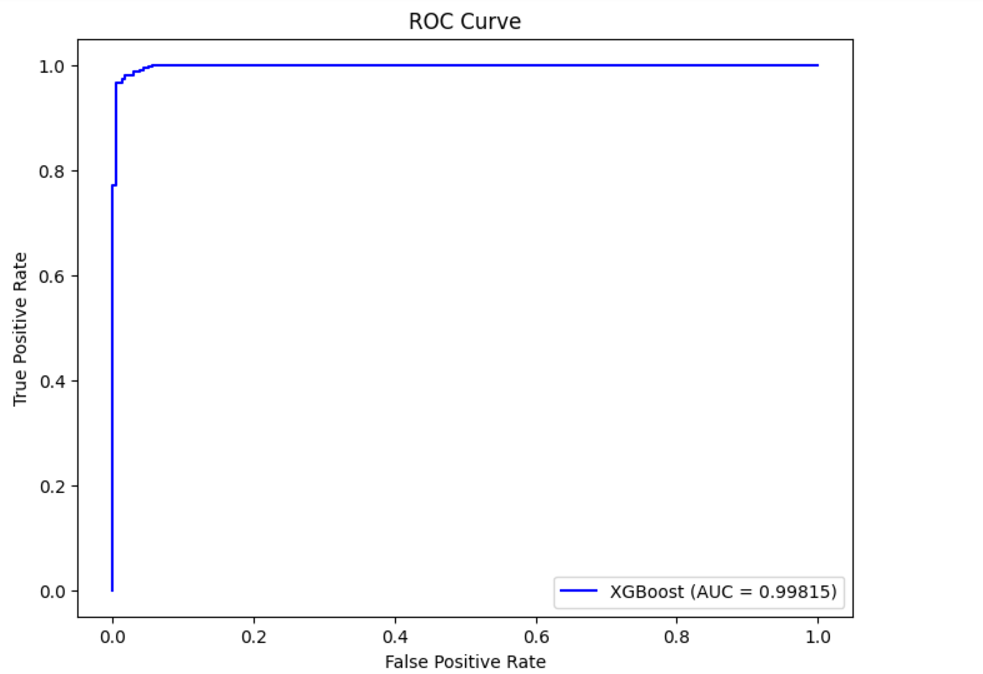 ROC Curve
True Positive Rate
1.0
0.8
0.6
0.4
0.2
0.0
XGBoost (AUC = 0.99815)
0.0 0.2 0.4 0.6 0.8 1.0
False Positive Rate